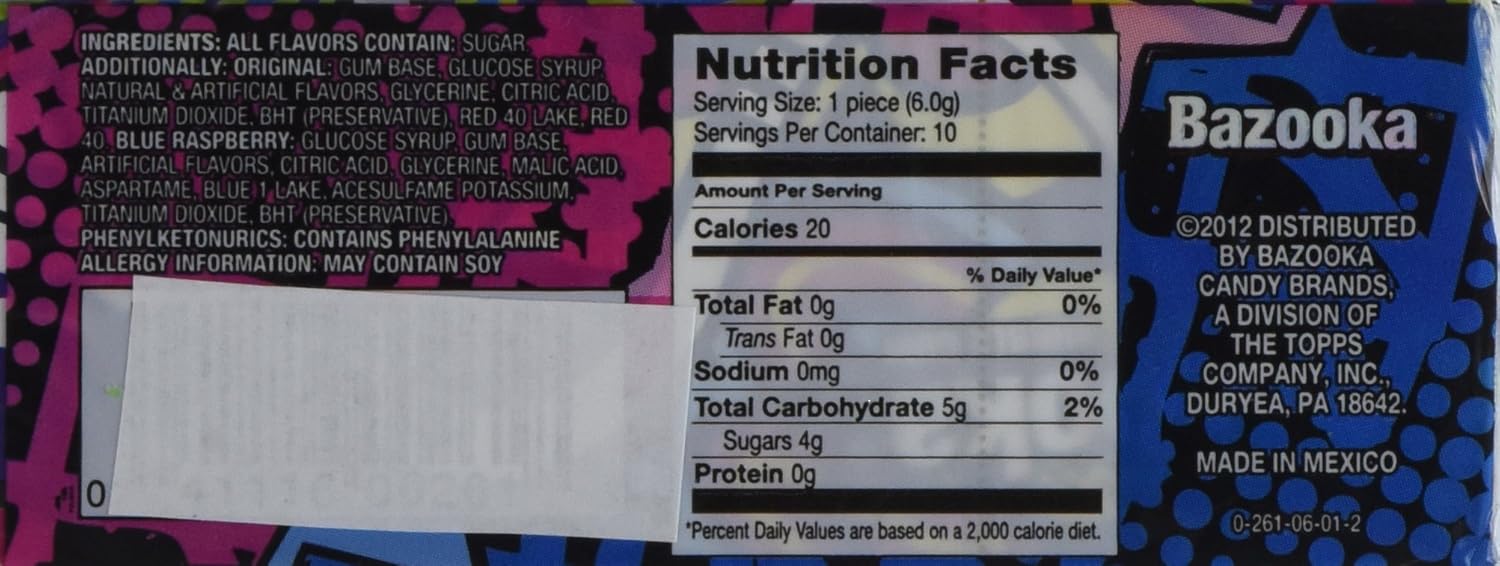 INGREDIENTS: ALL FLAVORS CONTAIN: SUGAR.
ADDITIONALLY: ORIGINAL: GUM BASE, GLUCOSE SYRUP,
NATURAL & ARTIFICIAL FLAVORS, GLYCERINE, CITRIC ACID,
TITANIUM DIOXIDE, BHT (PRESERVATIVE), RED 40 LAKE, RED
40. BLUE RASPBERRY: GLUCOSE SYRUP, GUM BASE,
ARTIFICIAL FLAVORS, CITRIC ACID, GLYCERINE, MALIC ACID,
ASPARTAME, BLUE 1 LAKE, ACESULFAME POTASSIUM,
TITANIUM DIOXIDE, BHT (PRESERVATIVE).
PHENYLKETONURICS: CONTAINS PHENYLALANINE
ALLERGY INFORMATION: MAY CONTAIN SOY
0
Nutrition Facts
Serving Size: 1 piece (6.0g)
Servings Per Container: 10
Amount Per Serving
Calories 20
% Daily Value*
Total Fat 0g 0%
Trans Fat 0g
Sodium 0mg 0%
Total Carbohydrate 5g 2%
Sugars 4g
Protein 0g
*Percent Daily Values are based on a 2,000 calorie diet.
Bazooka
©2012 DISTRIBUTED
BY BAZOOKA
CANDY BRANDS,
A DIVISION OF
THE TOPPS
COMPANY, INC.,
DURYEA, PA 18642.
MADE IN MEXICO
0-261-06-01-2